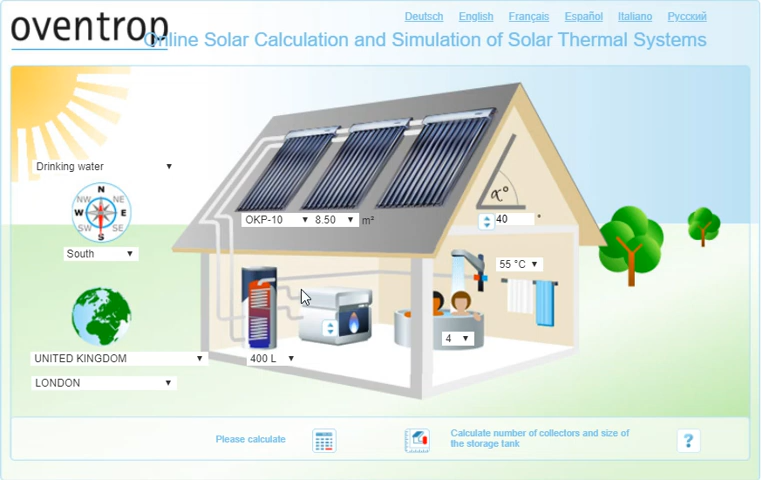 oventrop
Deutsch English Français Español Italiano Русский
Online Solar Calculation and Simulation of Solar Thermal Systems
Drinking water
N
NW NE
W E
SW SE
S
South
OKP-10 8.50 m²
α°
40 °
55 °C
4
400 L
UNITED KINGDOM
LONDON
Please calculate
Calculate number of collectors and size of
the storage tank
?